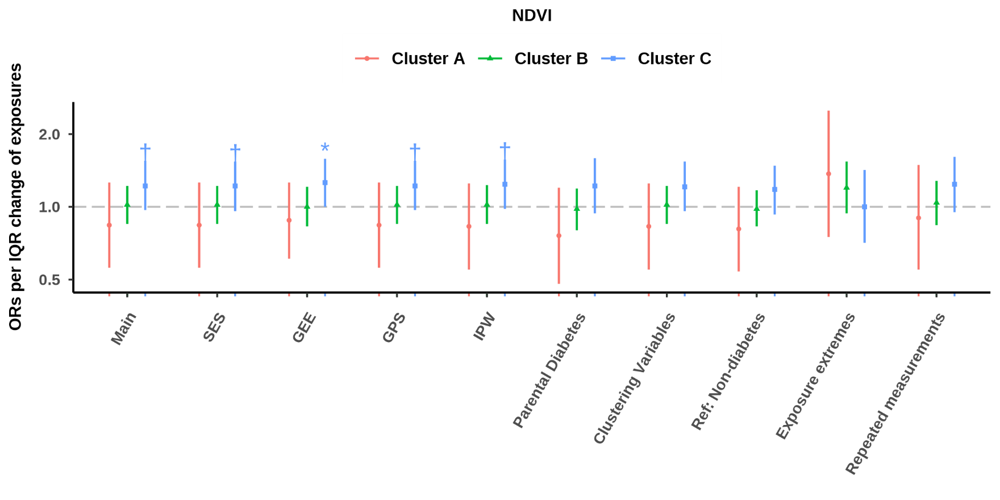 NDVI
Cluster A
Cluster B
Cluster C
ORs per IQR change of exposures
2.0
1.0
0.5
†
†
*
†
†
Main
SES
GEE
GPS
IPW
Parental Diabetes
Clustering Variables
Ref: Non-diabetes
Exposure extremes
Repeated measurements